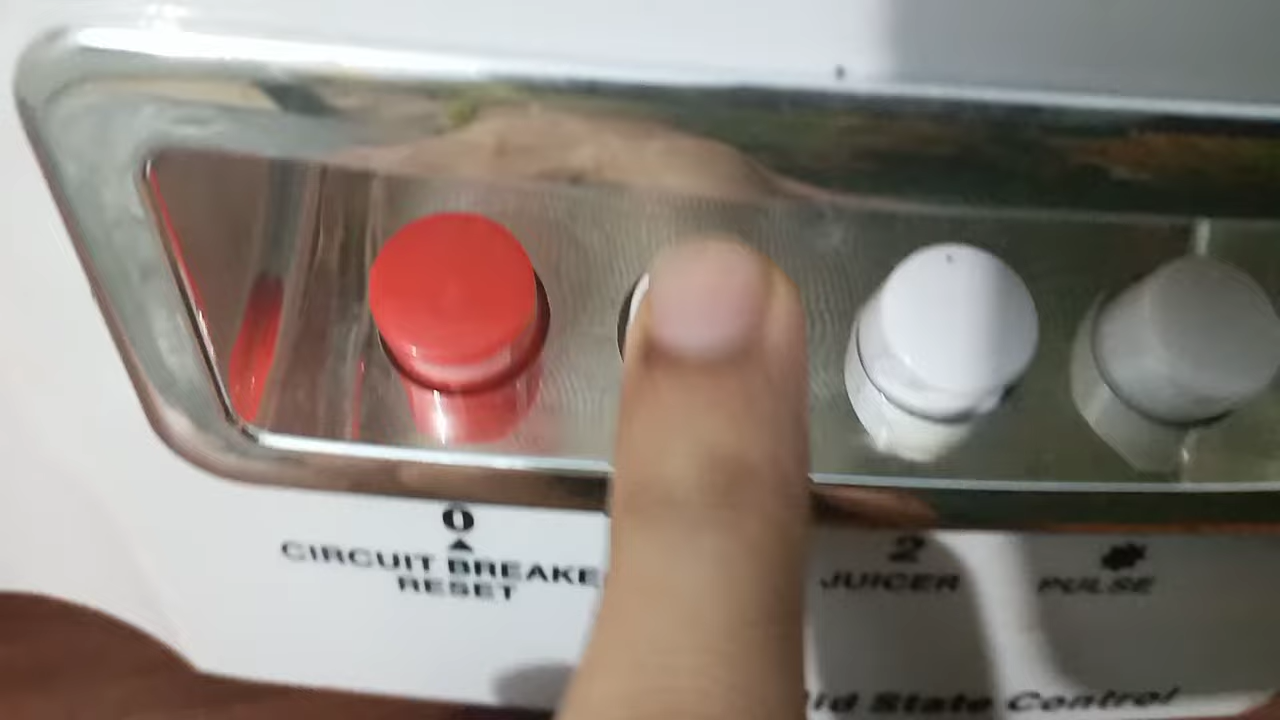 0
CIRCUIT BREAKE
RESET
2
JUICER
PULSE
State Control